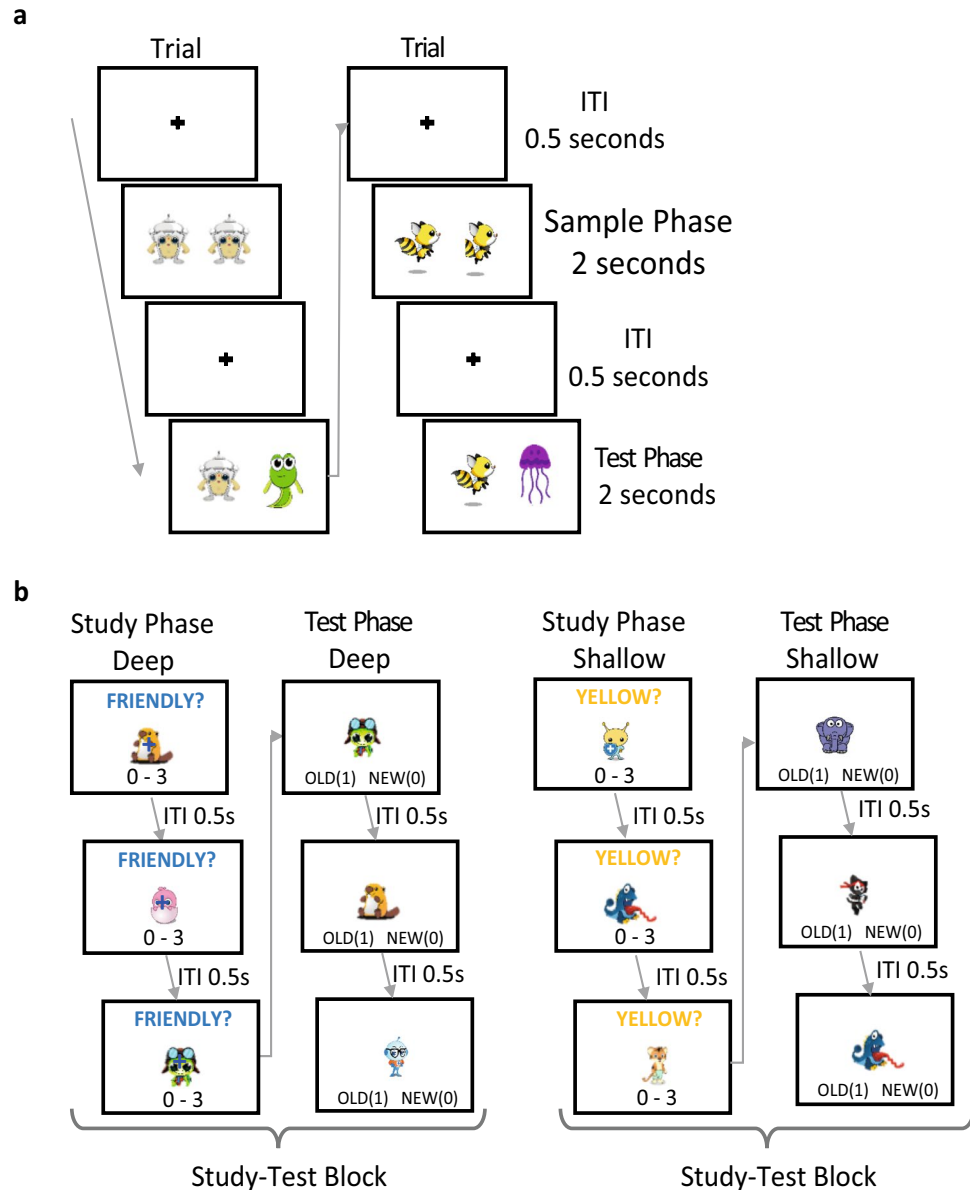 a
Trial
Trial
ITI
0.5 seconds
Sample Phase
2 seconds
ITI
0.5 seconds
Test Phase
2 seconds
b
Study Phase
Deep
FRIENDLY?
0 - 3
ITI 0.5s
FRIENDLY?
0 - 3
ITI 0.5s
FRIENDLY?
0 - 3
Test Phase
Deep
OLD(1) NEW(0)
ITI 0.5s
OLD(1) NEW(0)
ITI 0.5s
OLD(1) NEW(0)
Study-Test Block
Study Phase
Shallow
YELLOW?
0 - 3
ITI 0.5s
YELLOW?
0 - 3
ITI 0.5s
YELLOW?
0 - 3
Test Phase
Shallow
OLD(1) NEW(0)
ITI 0.5s
OLD(1) NEW(0)
ITI 0.5s
OLD(1) NEW(0)
Study-Test Block